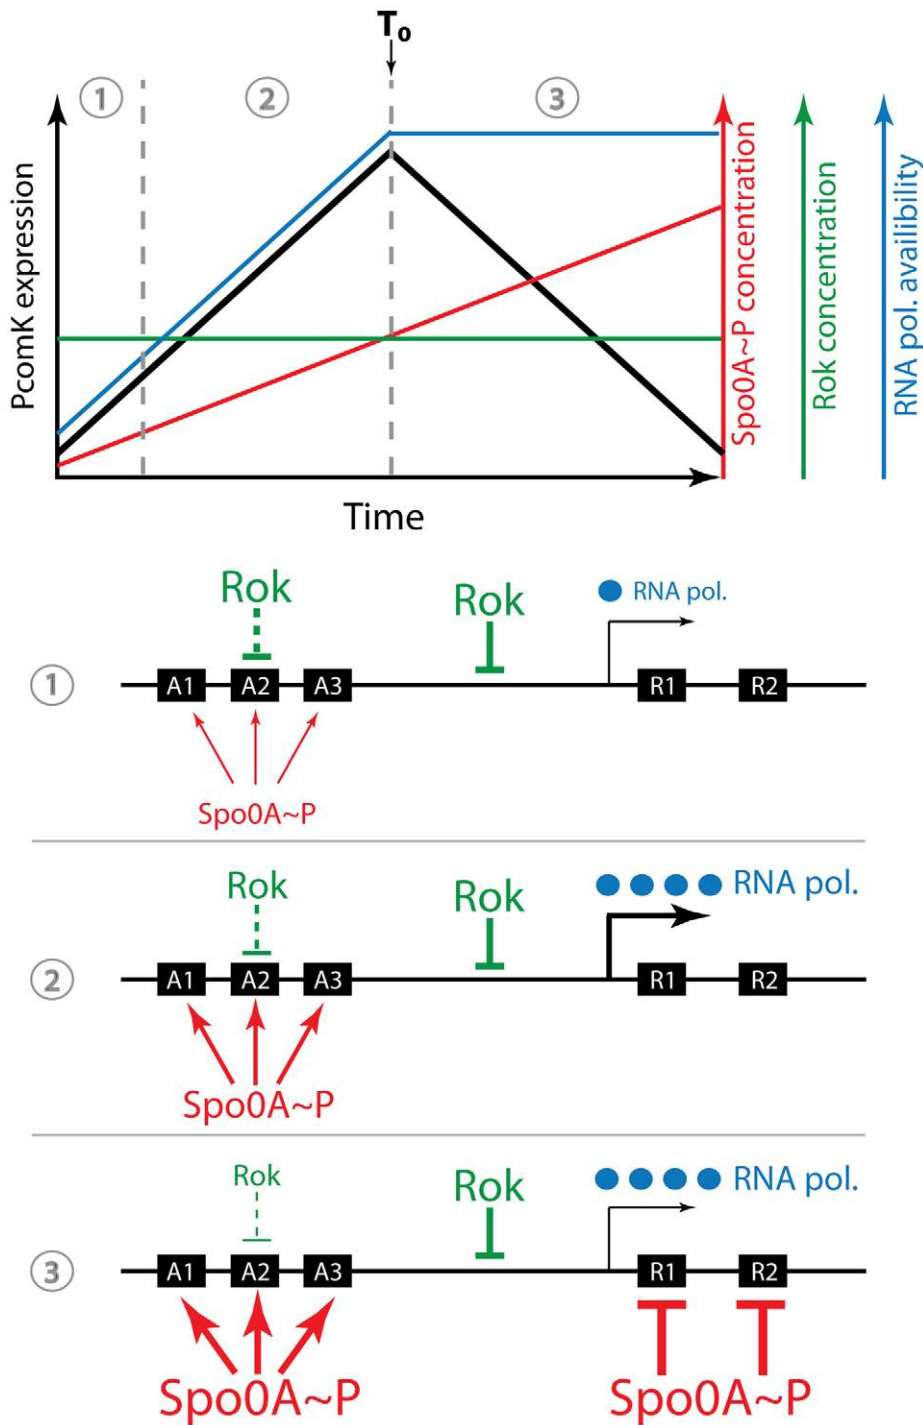 T₀
① ② ③
PcomK expression
Spo0A~P concentration
Rok concentration
RNA pol. availibility
Time
Rok Rok RNA pol.
① A1 A2 A3 R1 R2
Spo0A~P
Rok Rok RNA pol.
② A1 A2 A3 R1 R2
Spo0A~P
Rok Rok RNA pol.
③ A1 A2 A3 R1 R2
Spo0A~P Spo0A~P